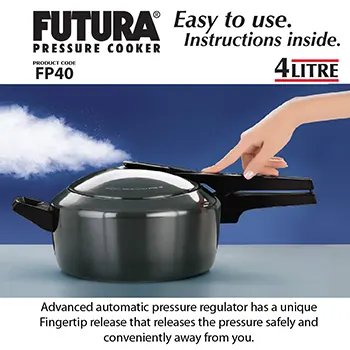 FUTURA®
PRESSURE COOKER
PRODUCT CODE
FP40
Easy to use.
Instructions inside.
4 LITRE
Advanced automatic pressure regulator has a unique
Fingertip release that releases the pressure safely and
conveniently away from you.